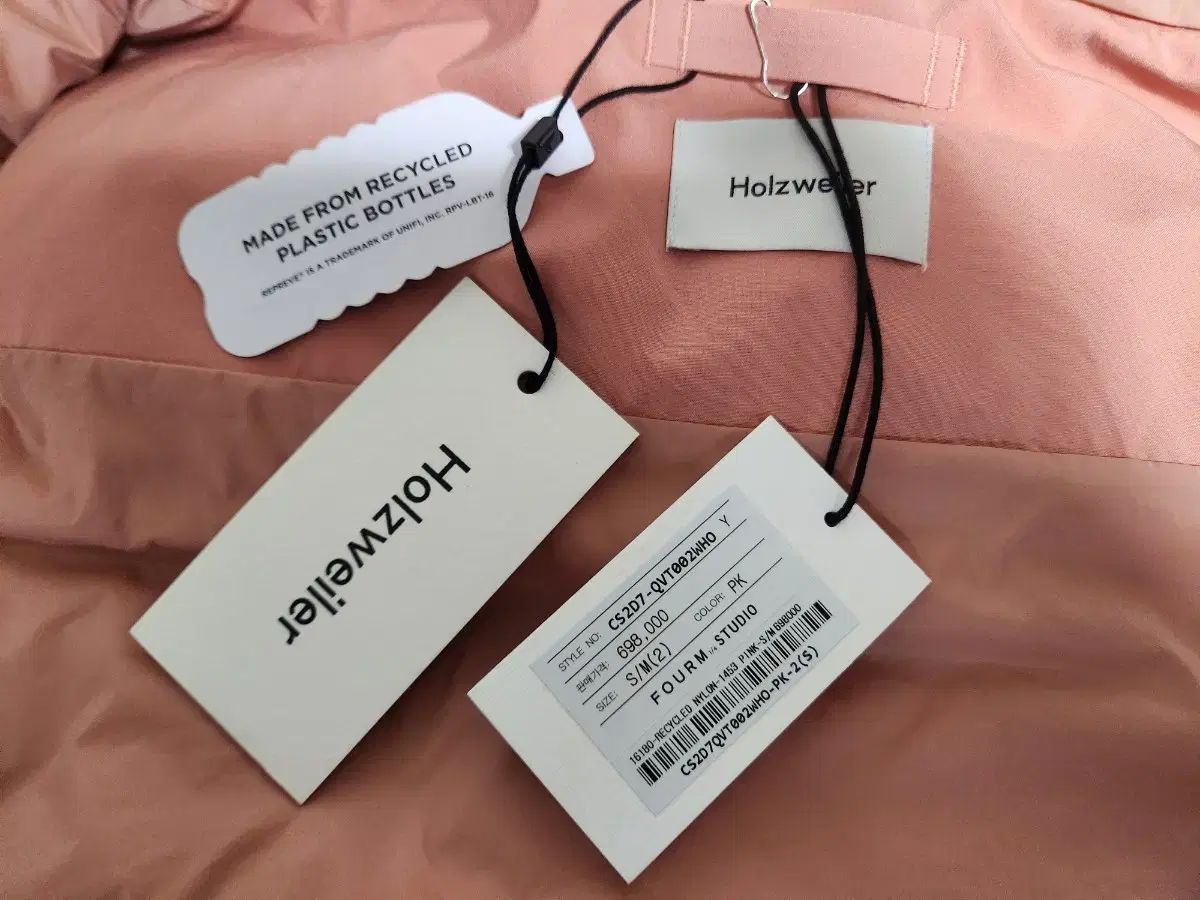 MADE FROM RECYCLED
PLASTIC BOTTLES
REPREVE® IS A TRADEMARK OF UNIFI, INC. RPV-LBT-16
Holzweiler
Holzweiler
STYLE NO: CS2D7-QVT002WHO Y
판매가격: 698,000
SIZE: S/M(2) COLOR: PK
FOURM 1/4 STUDIO
16180-RECYCLED NYLON-1453 PINK-S/M 698000
CS2D7QVT002WHO-PK-2(S)